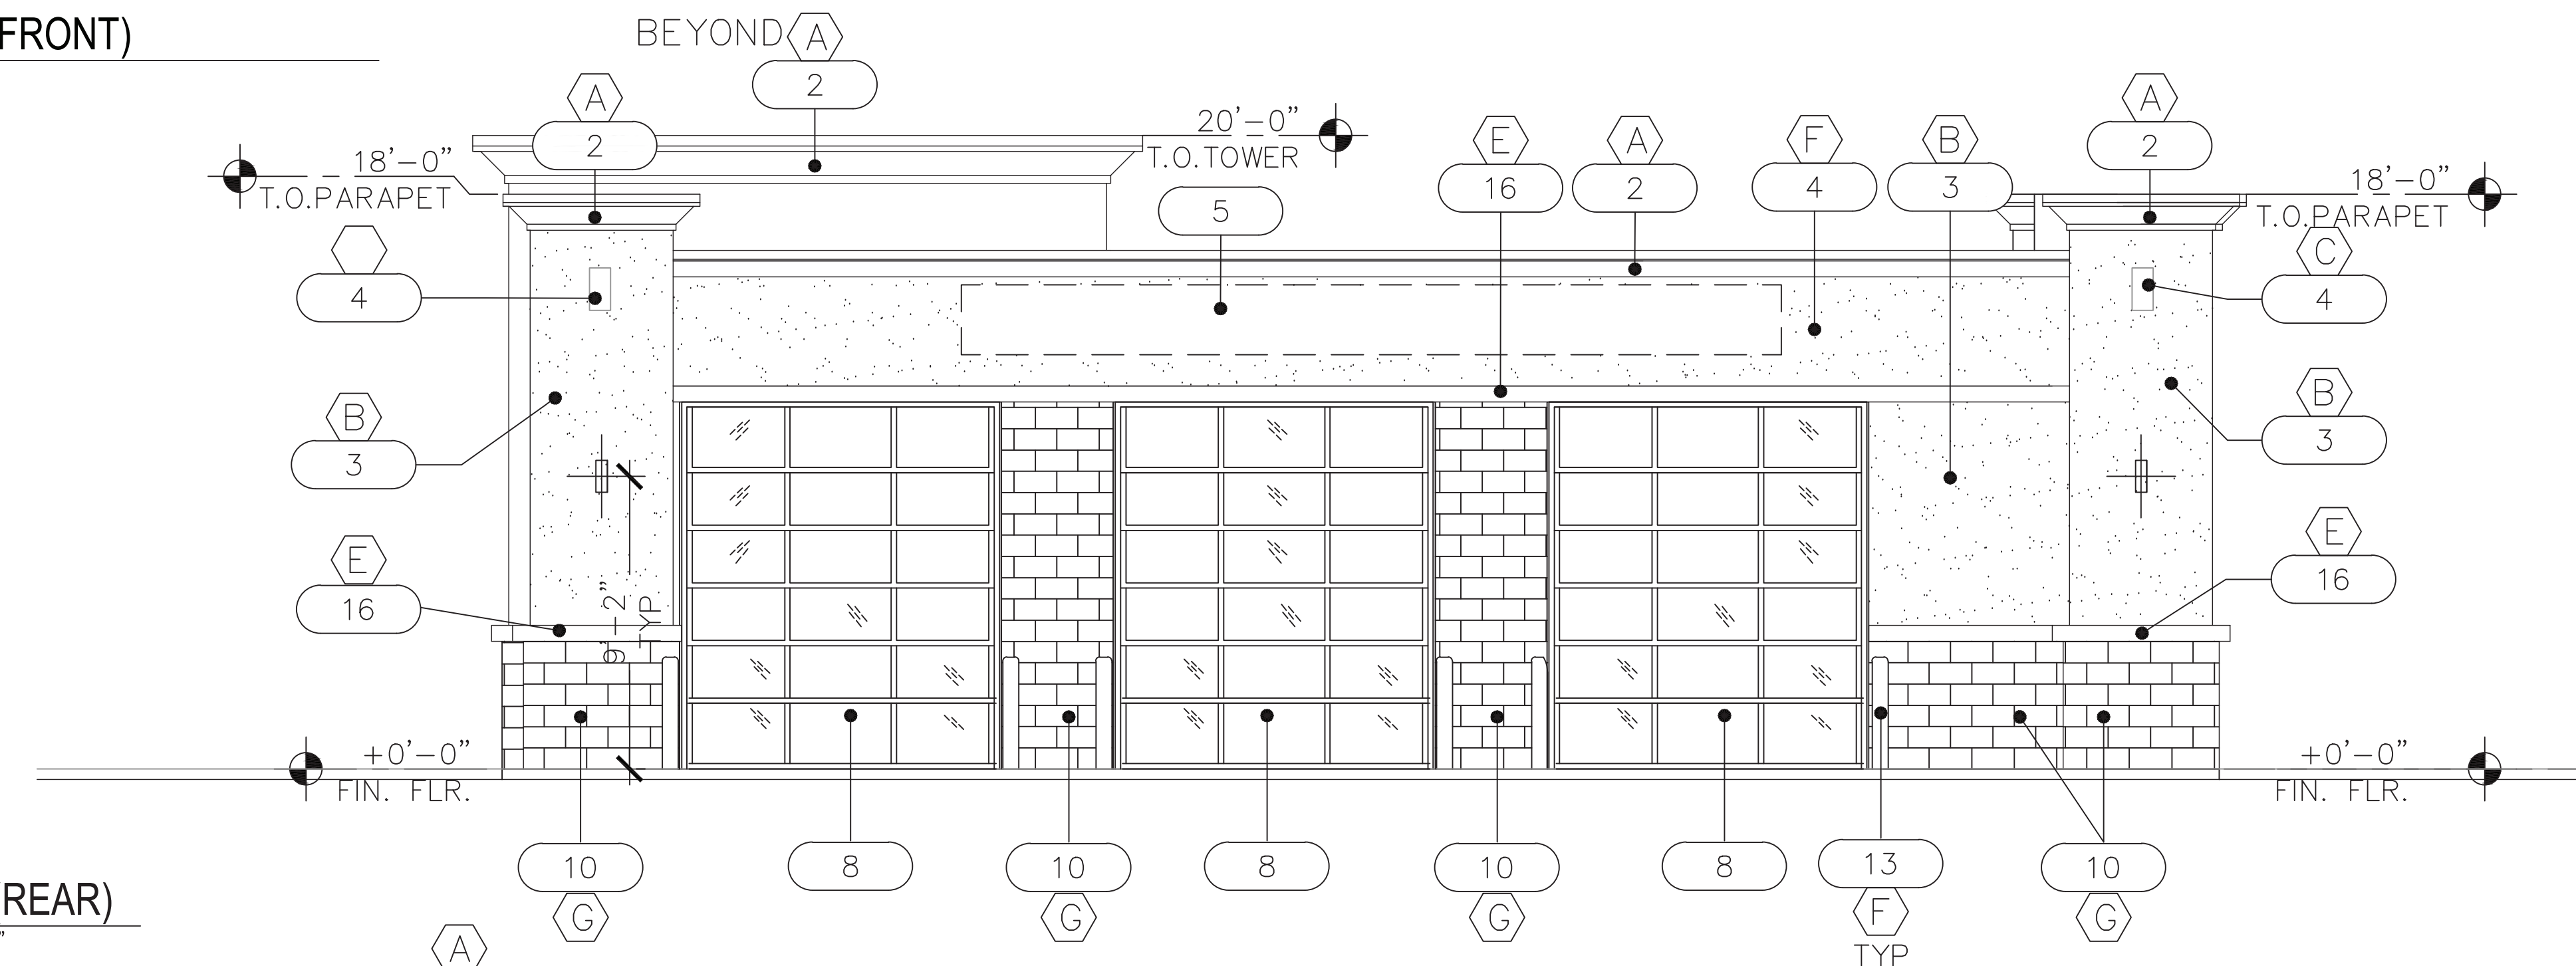 FRONT)
BEYOND
A
2
A
2
20'-0"
T.O.TOWER
18'-0"
T.O.PARAPET
5
E
16
A
2
F
4
B
3
A
2
18'-0"
T.O.PARAPET
4
C
4
B
3
B
3
E
16
9'-2"
TYP
E
16
+0'-0"
FIN. FLR.
+0'-0"
FIN. FLR.
10
G
8
10
G
8
10
G
8
13
F
TYP
10
G
REAR)
"
A